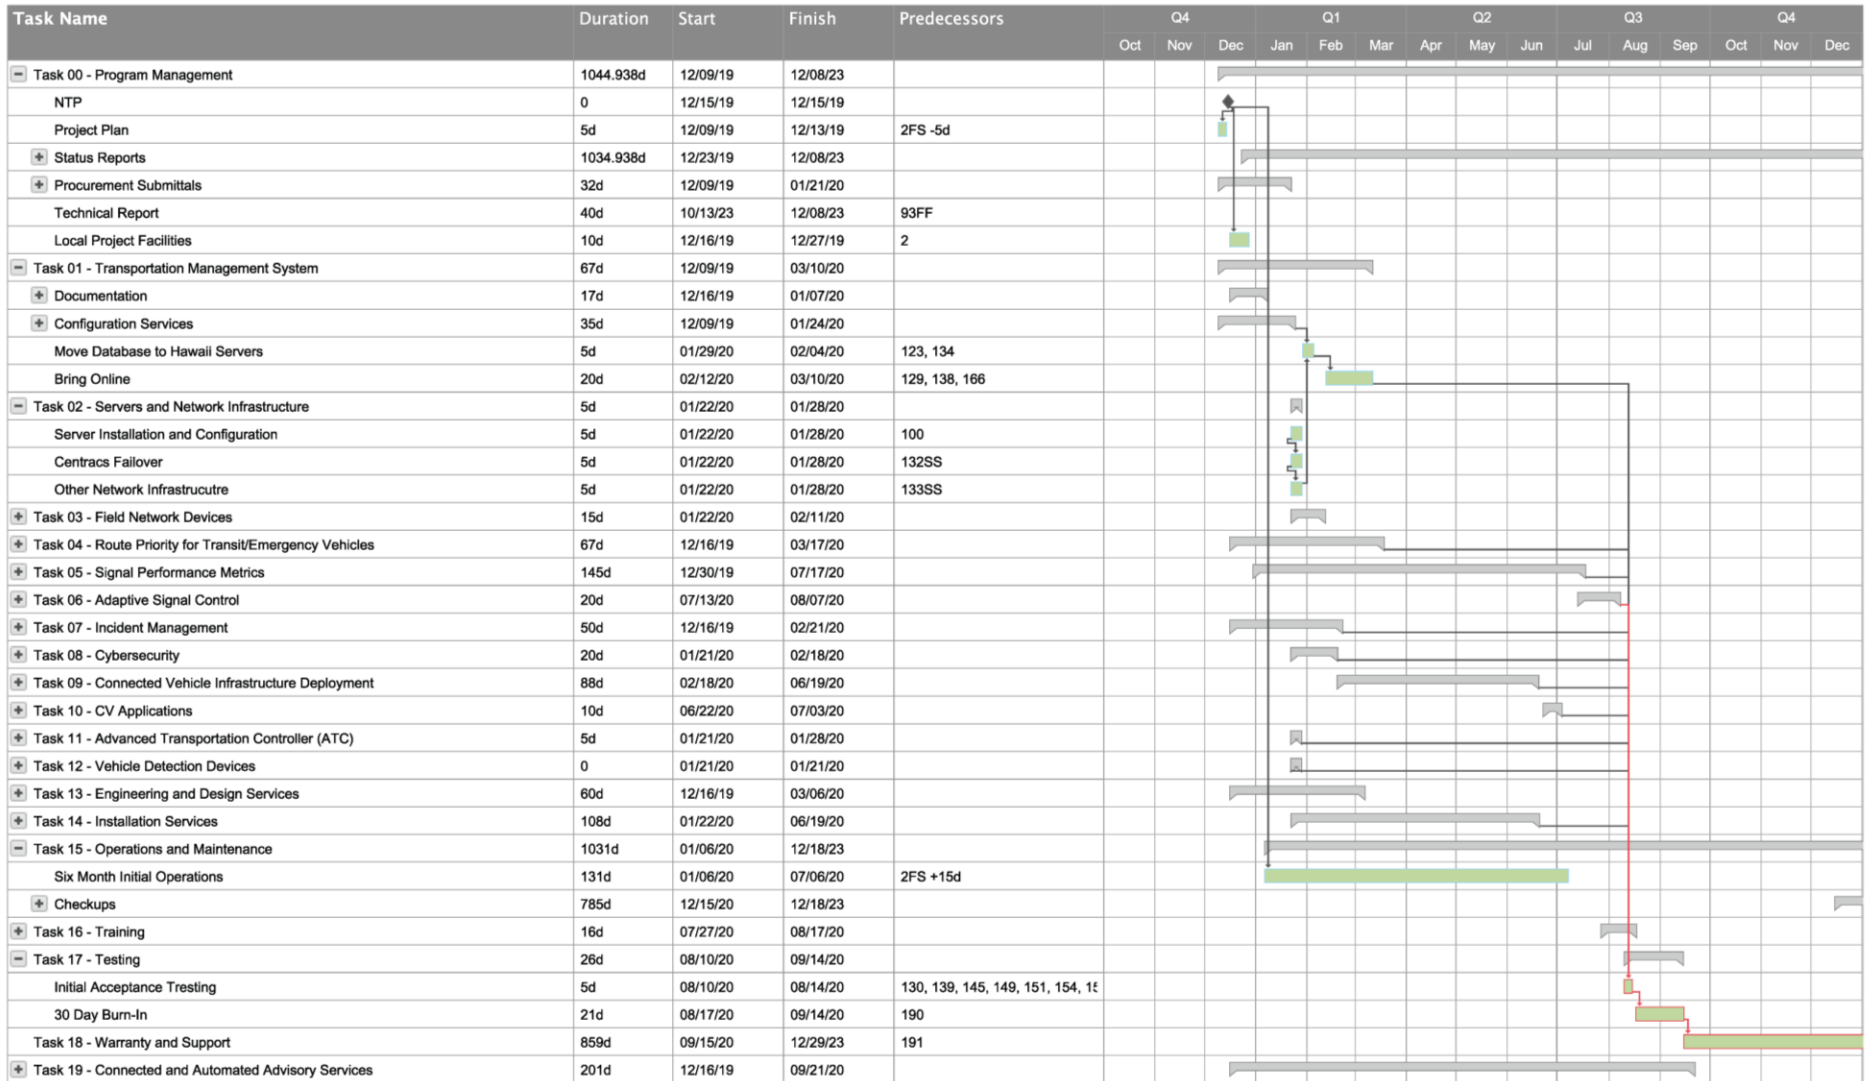 Task Name Duration Start Finish Predecessors Q4 Q1 Q2 Q3 Q4
Oct Nov Dec Jan Feb Mar Apr May Jun Jul Aug Sep Oct Nov Dec
Task 00 - Program Management 1044.938d 12/09/19 12/08/23
NTP 0 12/15/19 12/15/19
Project Plan 5d 12/09/19 12/13/19 2FS -5d
Status Reports 1034.938d 12/23/19 12/08/23
Procurement Submittals 32d 12/09/19 01/21/20
Technical Report 40d 10/13/23 12/08/23 93FF
Local Project Facilities 10d 12/16/19 12/27/19 2
Task 01 - Transportation Management System 67d 12/09/19 03/10/20
Documentation 17d 12/16/19 01/07/20
Configuration Services 35d 12/09/19 01/24/20
Move Database to Hawaii Servers 5d 01/29/20 02/04/20 123, 134
Bring Online 20d 02/12/20 03/10/20 129, 138, 166
Task 02 - Servers and Network Infrastructure 5d 01/22/20 01/28/20
Server Installation and Configuration 5d 01/22/20 01/28/20 100
Centracs Failover 5d 01/22/20 01/28/20 132SS
Other Network Infrastrucutre 5d 01/22/20 01/28/20 133SS
Task 03 - Field Network Devices 15d 01/22/20 02/11/20
Task 04 - Route Priority for Transit/Emergency Vehicles 67d 12/16/19 03/17/20
Task 05 - Signal Performance Metrics 145d 12/30/19 07/17/20
Task 06 - Adaptive Signal Control 20d 07/13/20 08/07/20
Task 07 - Incident Management 50d 12/16/19 02/21/20
Task 08 - Cybersecurity 20d 01/21/20 02/18/20
Task 09 - Connected Vehicle Infrastructure Deployment 88d 02/18/20 06/19/20
Task 10 - CV Applications 10d 06/22/20 07/03/20
Task 11 - Advanced Transportation Controller (ATC) 5d 01/21/20 01/28/20
Task 12 - Vehicle Detection Devices 0 01/21/20 01/21/20
Task 13 - Engineering and Design Services 60d 12/16/19 03/06/20
Task 14 - Installation Services 108d 01/22/20 06/19/20
Task 15 - Operations and Maintenance 1031d 01/06/20 12/18/23
Six Month Initial Operations 131d 01/06/20 07/06/20 2FS +15d
Checkups 785d 12/15/20 12/18/23
Task 16 - Training 16d 07/27/20 08/17/20
Task 17 - Testing 26d 08/10/20 09/14/20
Initial Acceptance Tresting 5d 08/10/20 08/14/20 130, 139, 145, 149, 151, 154,
30 Day Burn-In 21d 08/17/20 09/14/20 190
Task 18 - Warranty and Support 859d 09/15/20 12/29/23 191
Task 19 - Connected and Automated Advisory Services 201d 12/16/19 09/21/20